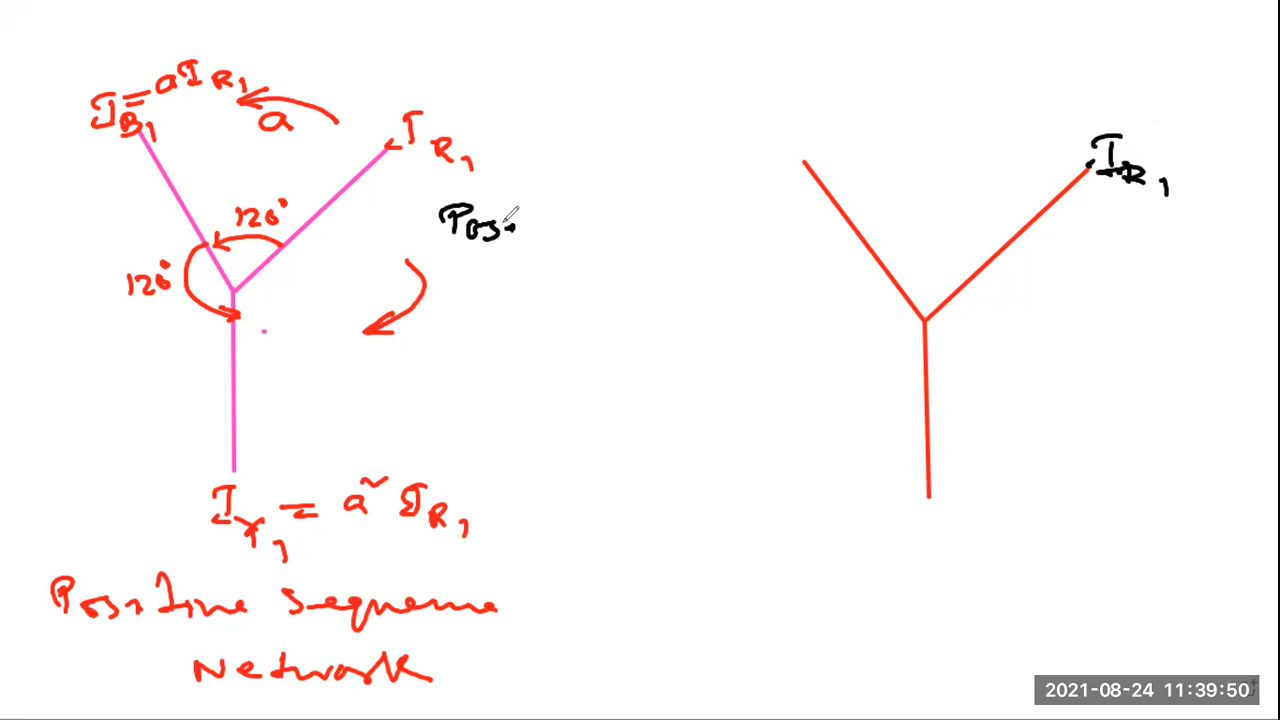 I_B1 = a I_R1
a
I_R1
120°
Pos
120°
I_Y1 = a² I_R1
Positive sequence
Network
I_R1
2021-08-24 11:39:50